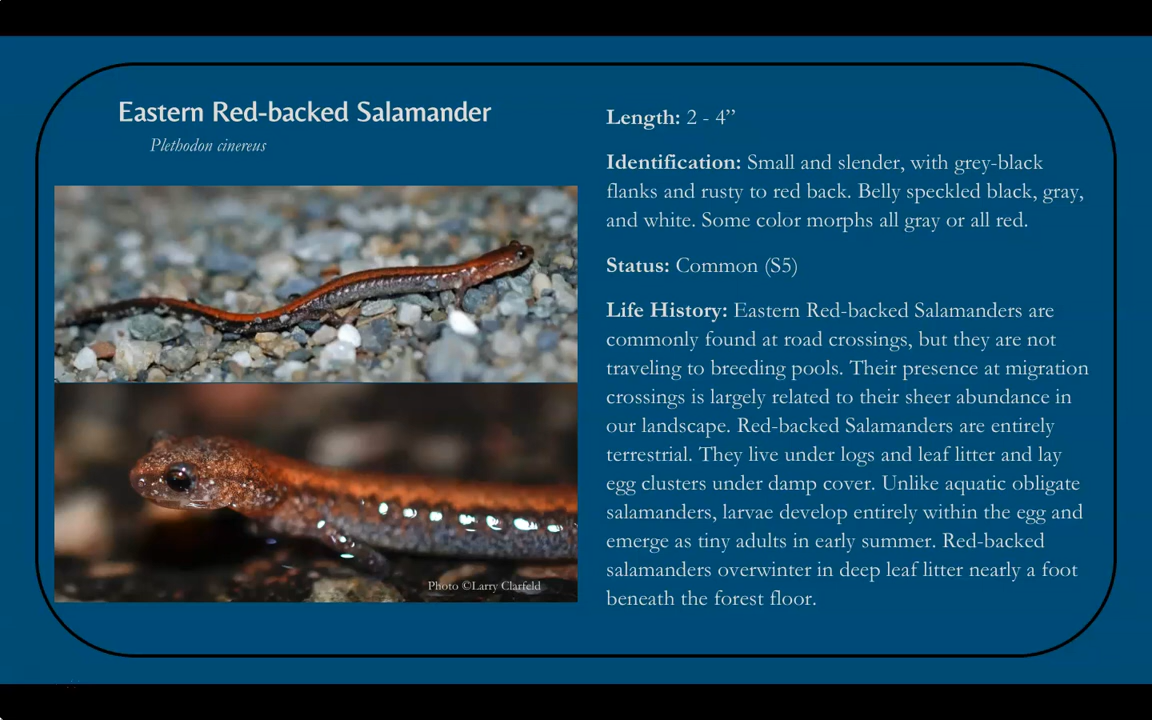 Eastern Red-backed Salamander
Plethodon cinereus
Photo ©Larry Clarfeld
Length: 2 - 4”
Identification: Small and slender, with grey-black
flanks and rusty to red back. Belly speckled black, gray,
and white. Some color morphs all gray or all red.
Status: Common (S5)
Life History: Eastern Red-backed Salamanders are
commonly found at road crossings, but they are not
traveling to breeding pools. Their presence at migration
crossings is largely related to their sheer abundance in
our landscape. Red-backed Salamanders are entirely
terrestrial. They live under logs and leaf litter and lay
egg clusters under damp cover. Unlike aquatic obligate
salamanders, larvae develop entirely within the egg and
emerge as tiny adults in early summer. Red-backed
salamanders overwinter in deep leaf litter nearly a foot
beneath the forest floor.